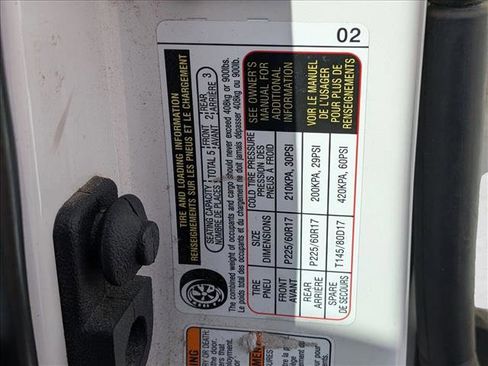 02
TIRE AND LOADING INFORMATION
RENSEIGNEMENTS SUR LES PNEUS ET LE CHARGEMENT
SEATING CAPACITY
NOMBRE DE PLACES
TOTAL 5
FRONT
AVANT 2
REAR
ARRIÈRE 3
The combined weight of occupants and cargo should never exceed 408kg or 900lbs.
Le poids total des occupants et du chargement ne doit jamais dépasser 408kg ou 900lb.
TIRE
PNEU
SIZE
DIMENSIONS
COLD TIRE PRESSURE
PRESSION DES
PNEUS À FROID
SEE OWNER'S
MANUAL FOR
ADDITIONAL
INFORMATION
FRONT
AVANT
P225/60R17
210KPA, 30PSI
REAR
ARRIÈRE
P225/60R17
200KPA, 29PSI
VOIR LE MANUEL
DE L'USAGER
POUR PLUS DE
RENSEIGNEMENTS
SPARE
DE SECOURS
T145/80D17
420KPA, 60PSI
OR DEATH
the door.